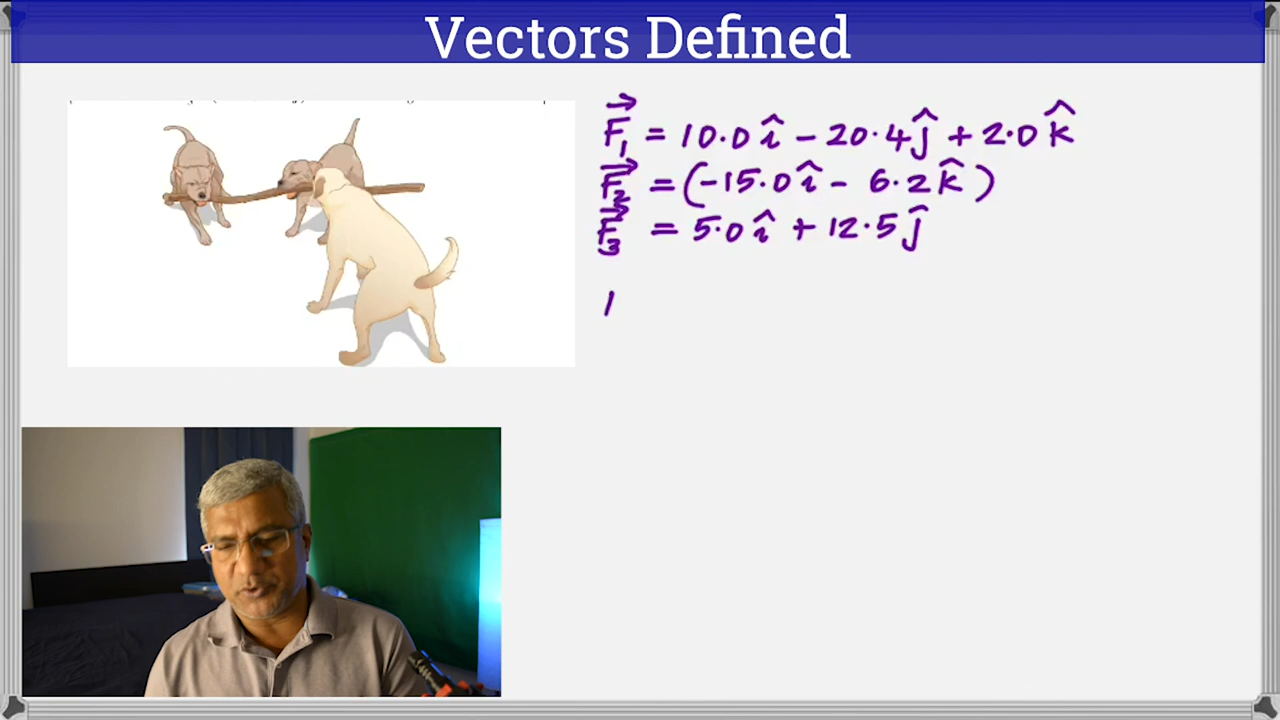 Vectors Defined
F⃗₁ = 10.0 î − 20.4 ĵ + 2.0 k̂
F⃗₂ = (−15.0 î − 6.2 k̂)
F⃗₃ = 5.0 î + 12.5 ĵ